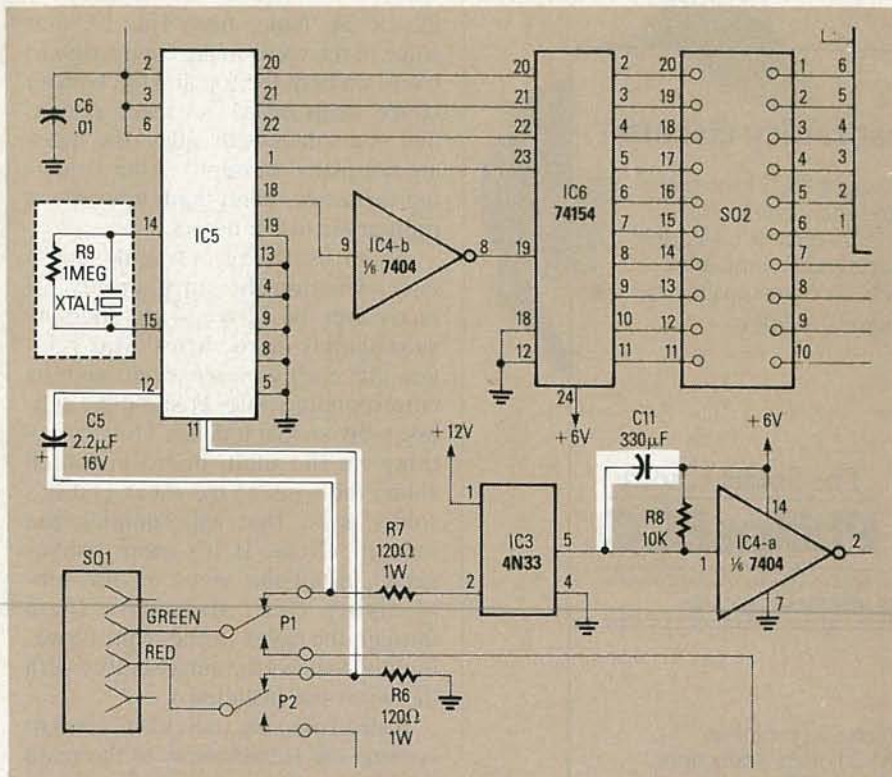 2
3
6
C6
.01
20
21
22
1
18
19
13
4
9
8
5
14
15
12
11
IC5
R9
1MEG
XTAL1
C5
2.2µF
16V
+
9
IC4-b
⅙ 7404
8
20
21
22
23
19
18
12
IC6
74154
2
3
4
5
6
7
8
9
10
11
24
+6V
20
19
18
17
16
15
14
13
12
11
SO2
1
2
3
4
5
6
7
8
9
10
6
5
4
3
2
1
SO1
GREEN
RED
P1
P2
R7
120Ω
1W
R6
120Ω
1W
+12V
1
2
IC3
4N33
5
4
C11
330µF
+6V
R8
10K
14
1
IC4-a
⅙ 7404
2
7